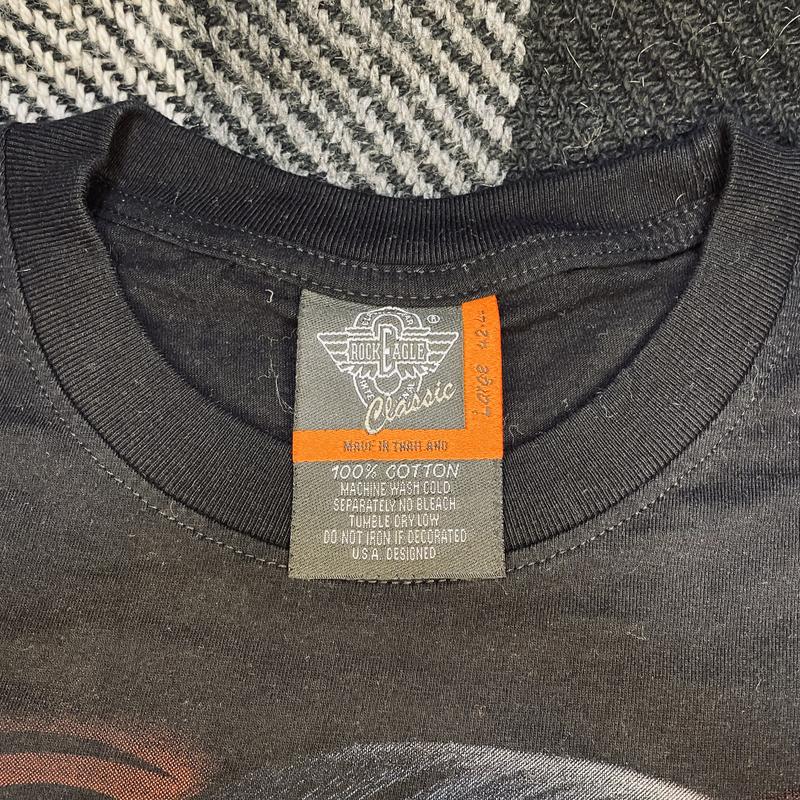 ®
ROCK EAGLE
Classic
Large 42-44
MADE IN THAILAND
100% COTTON
MACHINE WASH COLD
SEPARATELY NO BLEACH
TUMBLE DRY LOW
DO NOT IRON IF DECORATED
U.S.A. DESIGNED